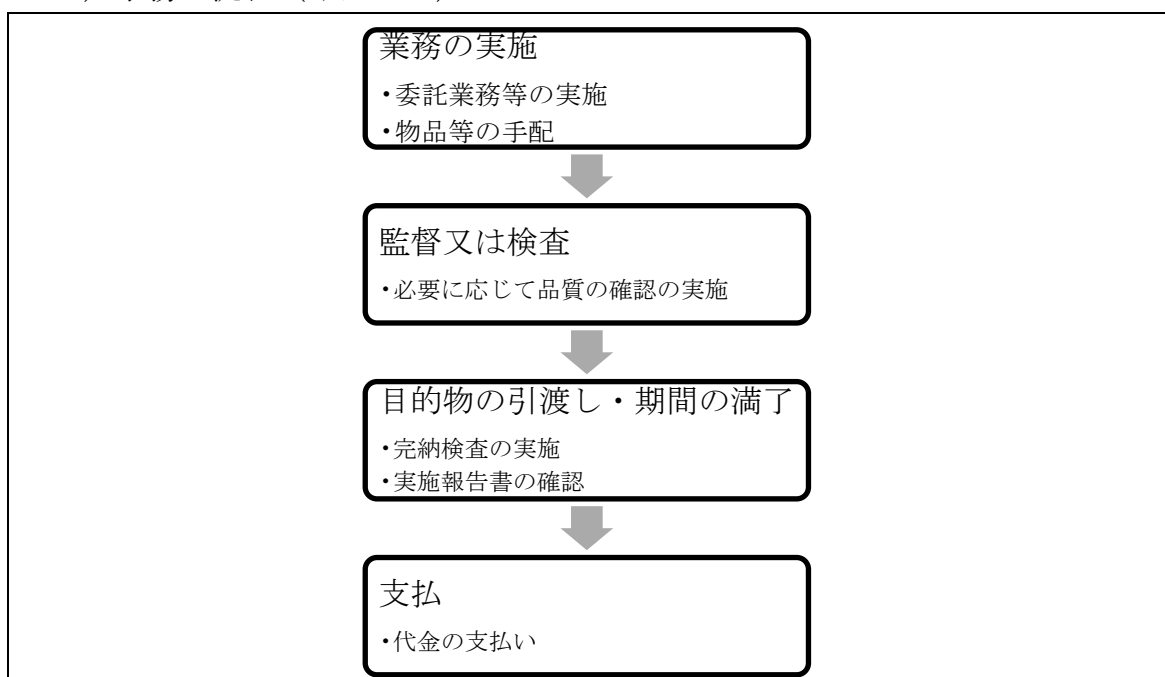 業務の実施
・委託業務等の実施
・物品等の手配
監督又は検査
・必要に応じて品質の確認の実施
目的物の引渡し・期間の満了
・完納検査の実施
・実施報告書の確認
支払
・代金の支払い